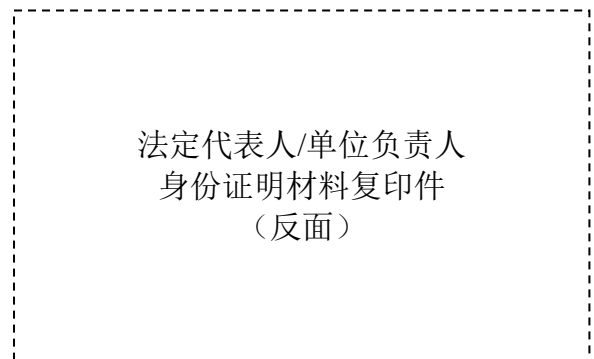 法定代表人/单位负责人
身份证明材料复印件
（反面）